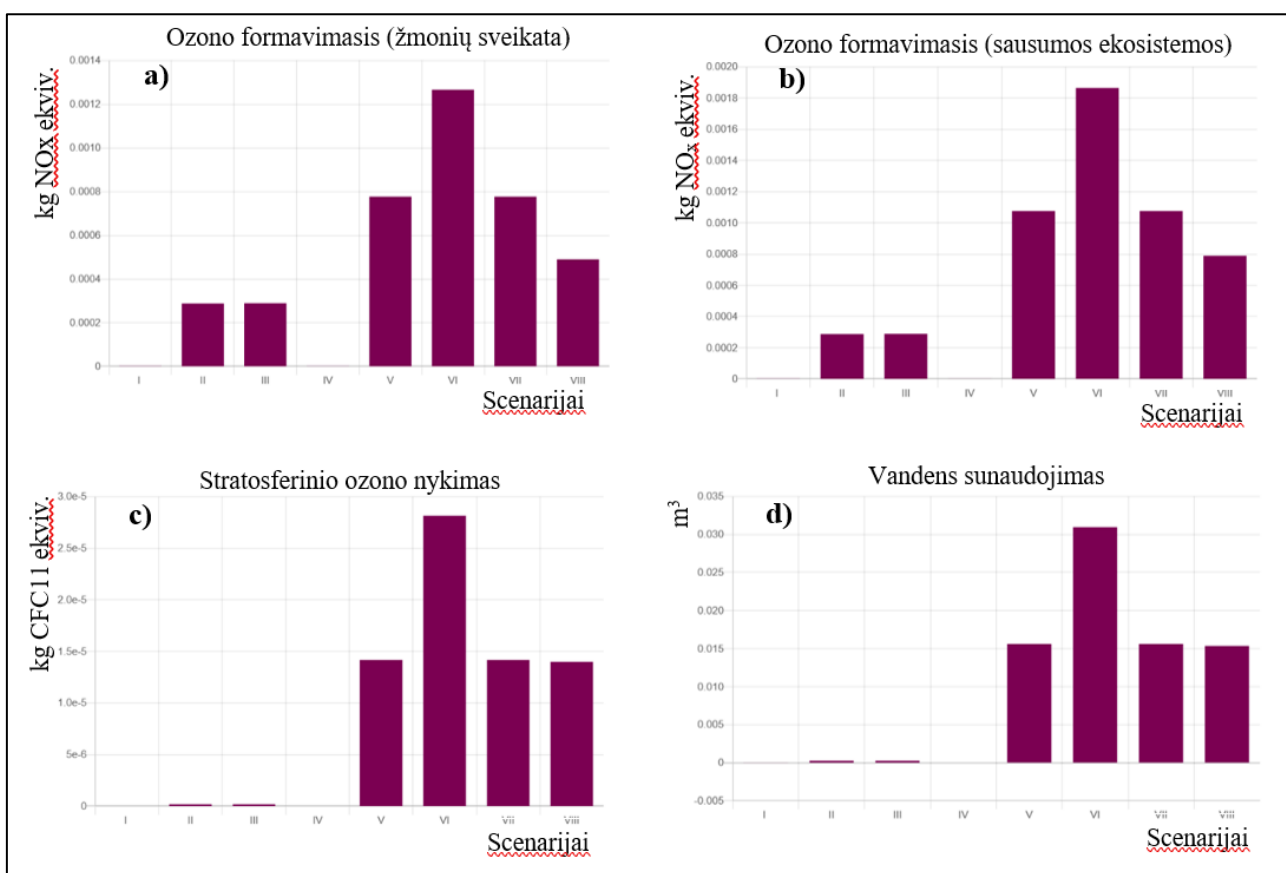 Ozono formavimasis (žmonių sveikata)
a)
kg NOx ekviv.
0.0014
0.0012
0.0010
0.0008
0.0006
0.0004
0.0002
0
I II III IV V VI VII VIII
Scenarijai
Ozono formavimasis (sausumos ekosistemos)
b)
kg NOₓ ekviv.
0.0020
0.0018
0.0016
0.0014
0.0012
0.0010
0.0008
0.0006
0.0004
0.0002
0
I II III IV V VI VII VIII
Scenarijai
Stratosferinio ozono nykimas
c)
kg CFC11 ekviv.
3.0e-5
2.5e-5
2.0e-5
1.5e-5
1.0e-5
5e-6
0
I II III IV V VI VII VIII
Scenarijai
Vandens sunaudojimas
d)
m³
0.035
0.030
0.025
0.020
0.015
0.010
0.005
0
-0.005
I II III IV V VI VII VIII
Scenarijai